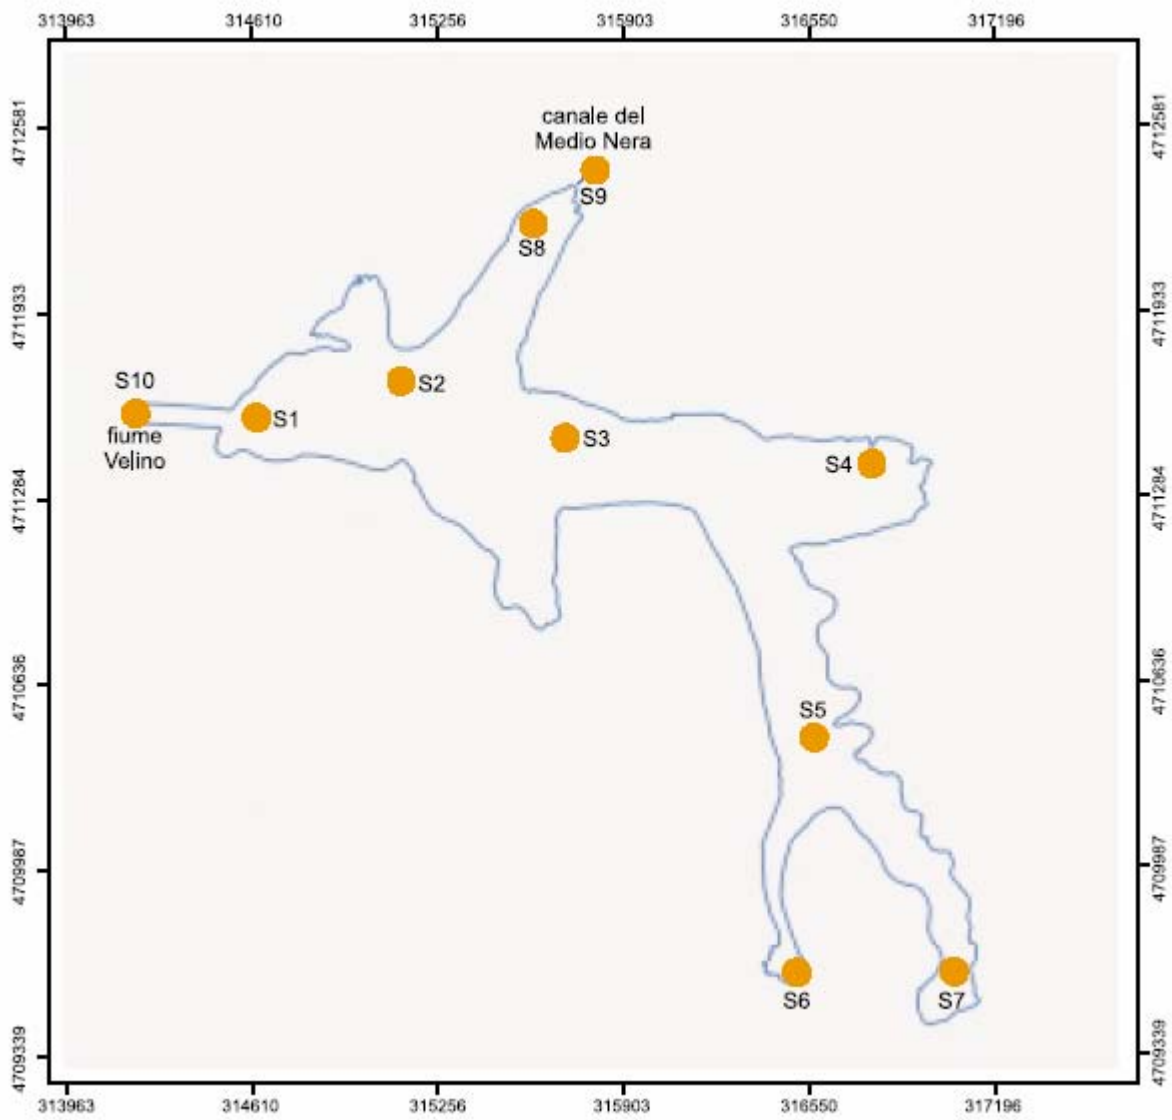 313963 314610 315256 315903 316550 317196
4712581 4712581
canale del
Medio Nera
S9
S8
4711933 4711933
S10
S2
S1
fiume
Velino
S3
S4
4711284 4711284
4710636 4710636
S5
4709987 4709987
S6 S7
4709339 4709339
313963 314610 315256 315903 316550 317196